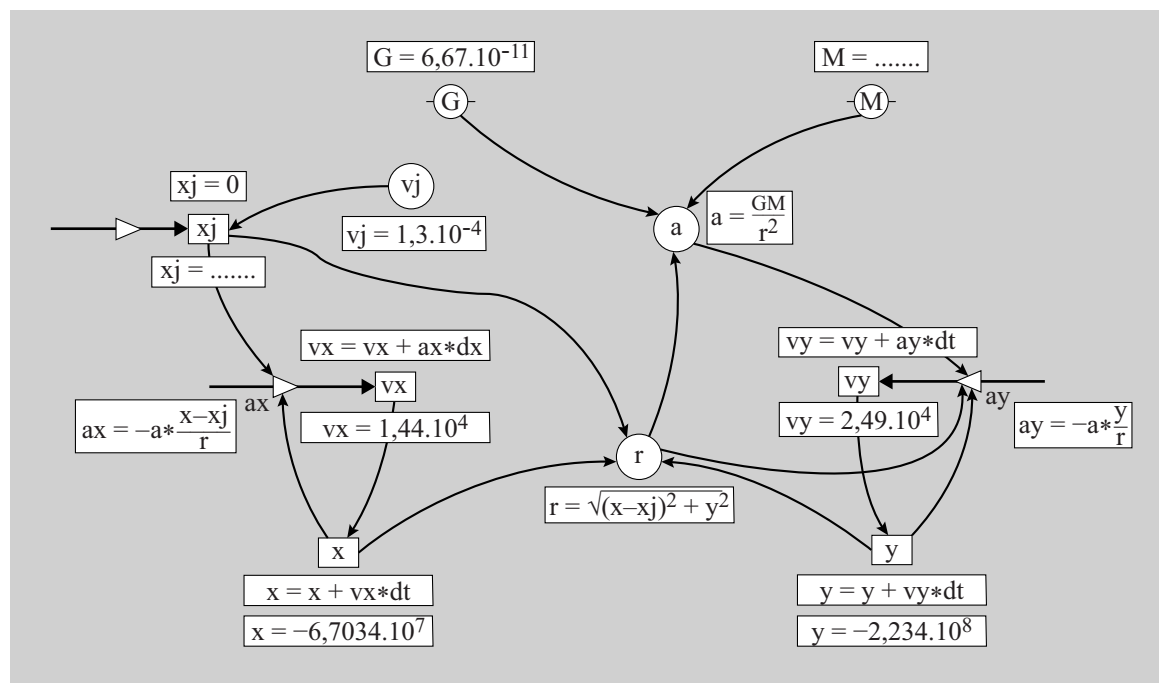 G = 6,67.10⁻¹¹
M = .......
G
M
xj = 0
vj
xj
vj = 1,3.10⁻⁴
a
a = GM/r²
xj = .......
vx = vx + ax*dx
vy = vy + ay*dt
vx
vy
ax
ay
ax = –a*x–xj/r
vx = 1,44.10⁴
vy = 2,49.10⁴
ay = –a*y/r
r
r = √(x–xj)² + y²
x
y
x = x + vx*dt
y = y + vy*dt
x = −6,7034.10⁷
y = −2,234.10⁸